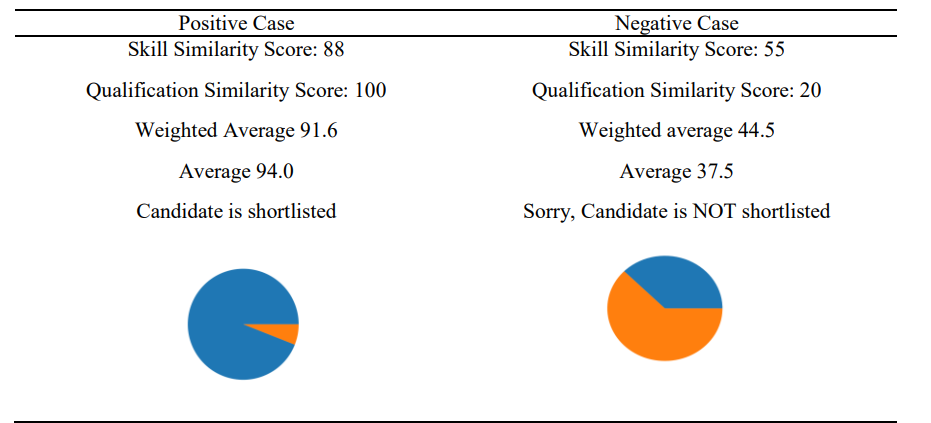 Positive Case Negative Case
Skill Similarity Score: 88 Skill Similarity Score: 55
Qualification Similarity Score: 100 Qualification Similarity Score: 20
Weighted Average 91.6 Weighted average 44.5
Average 94.0 Average 37.5
Candidate is shortlisted Sorry, Candidate is NOT shortlisted